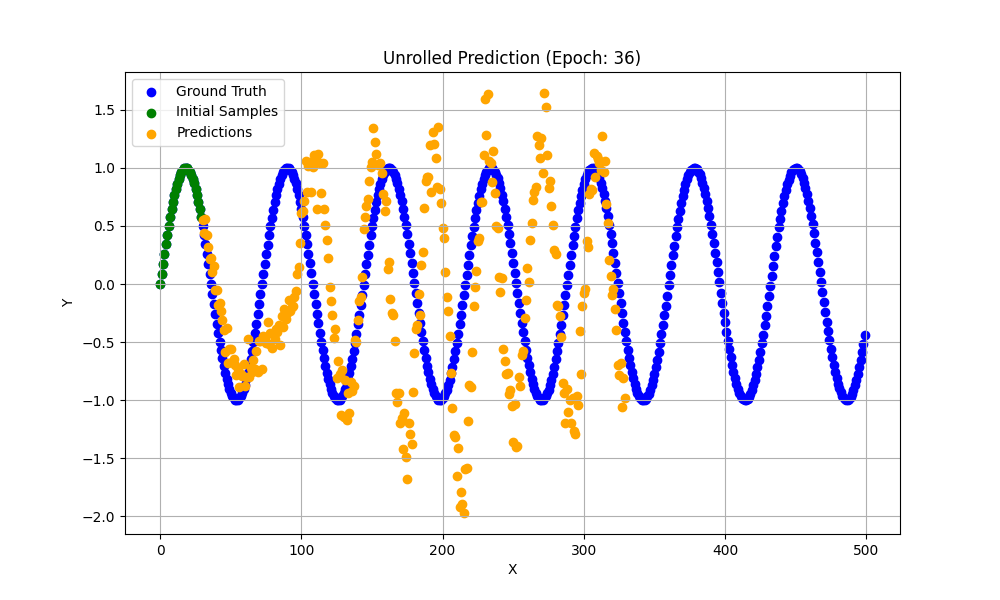 Unrolled Prediction (Epoch: 36)
Ground Truth
Initial Samples
Predictions
1.5
1.0
0.5
0.0
−0.5
−1.0
−1.5
−2.0
Y
0 100 200 300 400 500
X